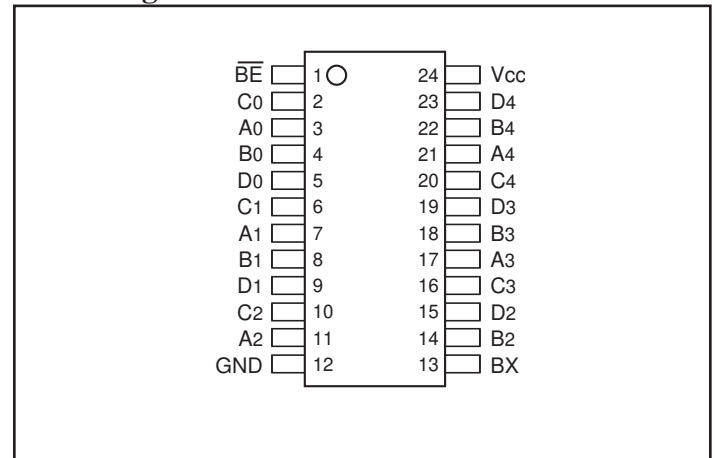 BE 1 24 Vcc
C0 2 23 D4
A0 3 22 B4
B0 4 21 A4
D0 5 20 C4
C1 6 19 D3
A1 7 18 B3
B1 8 17 A3
D1 9 16 C3
C2 10 15 D2
A2 11 14 B2
GND 12 13 BX